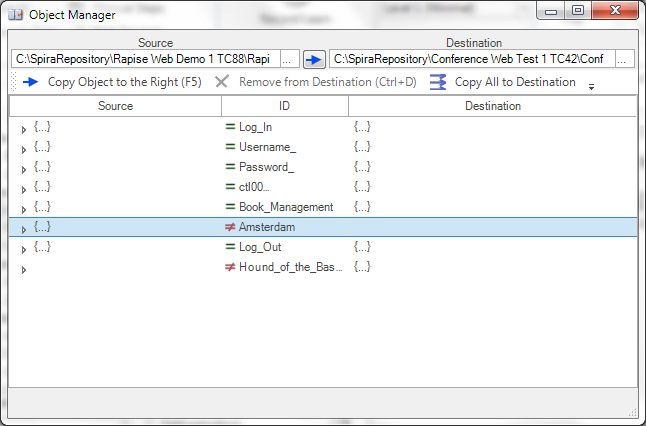 Object Manager
Source Destination
C:\SpiraRepository\Rapise Web Demo 1 TC88\Rapi ... C:\SpiraRepository\Conference Web Test 1 TC42\Conf ...
Copy Object to the Right (F5) Remove from Destination (Ctrl+D) Copy All to Destination
Source ID Destination
{...} = Log_In {...}
{...} = Username_ {...}
{...} = Password_ {...}
{...} = ctl00... {...}
{...} = Book_Management {...}
{...} ≠ Amsterdam
{...} = Log_Out {...}
≠ Hound_of_the_Bas... {...}